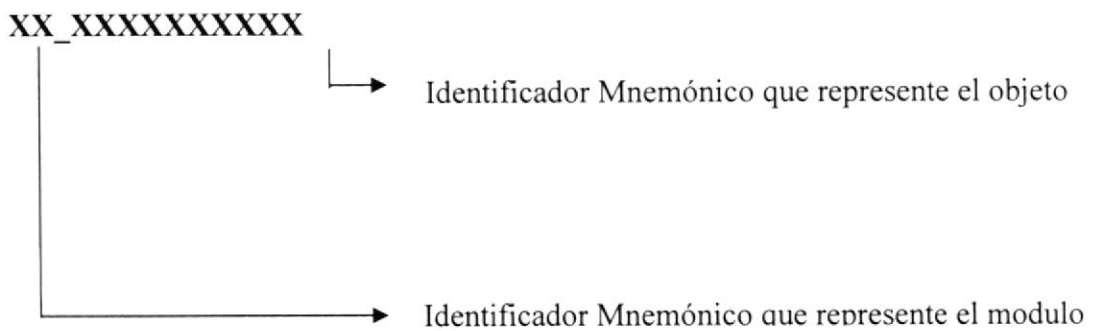 XX_XXXXXXXXXX
Identificador Mnemónico que represente el objeto
Identificador Mnemónico que represente el modulo